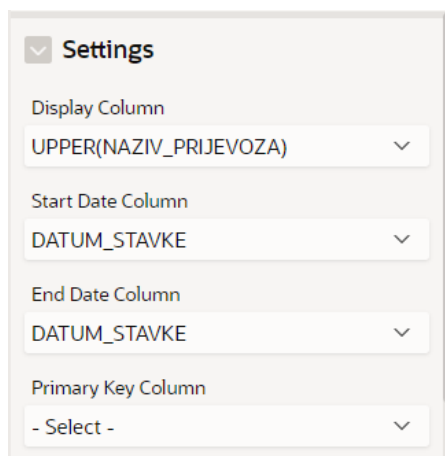 Settings
Display Column
UPPER(NAZIV_PRIJEVOZA)
Start Date Column
DATUM_STAVKE
End Date Column
DATUM_STAVKE
Primary Key Column
- Select -